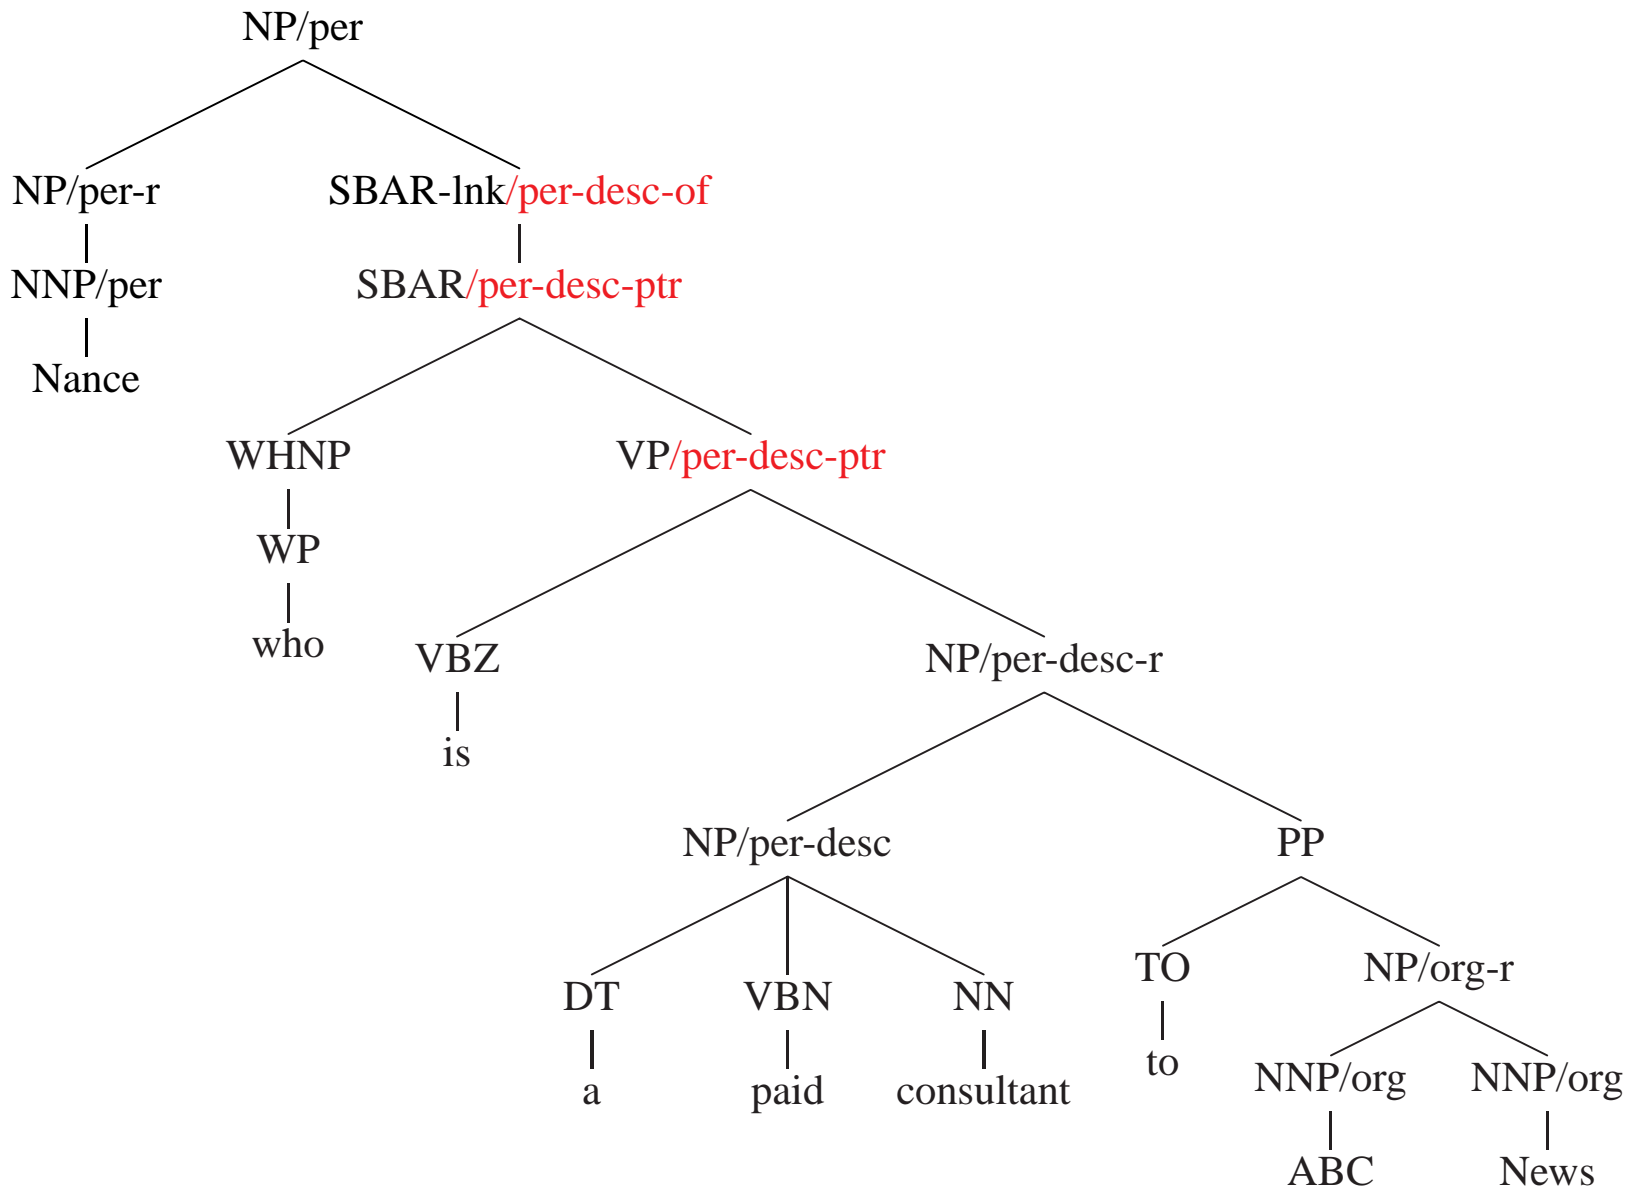 NP/per
NP/per-r SBAR-lnk/per-desc-of
NNP/per SBAR/per-desc-ptr
Nance
WHNP VP/per-desc-ptr
WP
who VBZ NP/per-desc-r
is
NP/per-desc PP
TO NP/org-r
DT VBN NN
to
NNP/org NNP/org
a paid consultant
ABC News